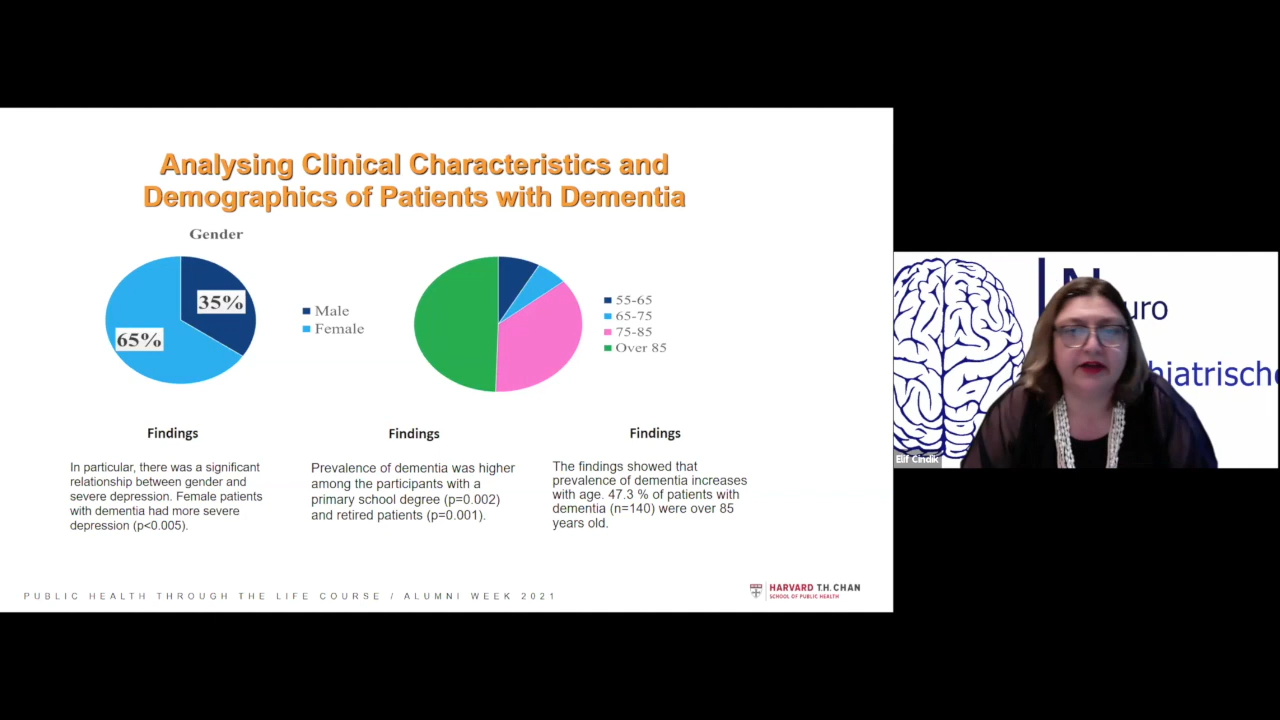 Analysing Clinical Characteristics and
Demographics of Patients with Dementia
Gender
35%
65%
Male
Female
55-65
65-75
75-85
Over 85
Findings
In particular, there was a significant
relationship between gender and
severe depression. Female patients
with dementia had more severe
depression (p<0.005).
Findings
Prevalence of dementia was higher
among the participants with a
primary school degree (p=0.002)
and retired patients (p=0.001).
Findings
The findings showed that
prevalence of dementia increases
with age. 47.3 % of patients with
dementia (n=140) were over 85
years old.
PUBLIC HEALTH THROUGH THE LIFE COURSE / ALUMNI WEEK 2021
HARVARD T.H. CHAN
SCHOOL OF PUBLIC HEALTH
N
uro
hiatrische
Elif Cindik